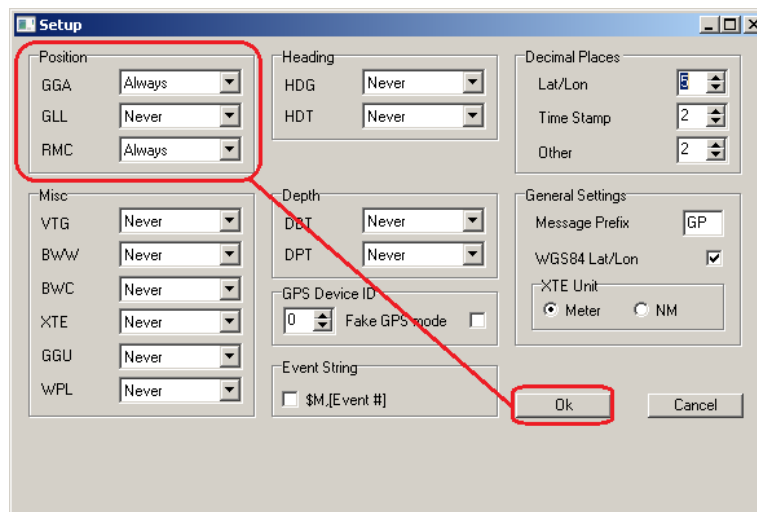 Setup
Position
GGA Always
GLL Never
RMC Always
Heading
HDG Never
HDT Never
Decimal Places
Lat/Lon 5
Time Stamp 2
Other 2
Misc
VTG Never
BWW Never
BWC Never
XTE Never
GGU Never
WPL Never
Depth
DBT Never
DPT Never
GPS Device ID
0 Fake GPS mode
Event String
$M,[Event #]
General Settings
Message Prefix GP
WGS84 Lat/Lon
XTE Unit
Meter NM
Ok Cancel